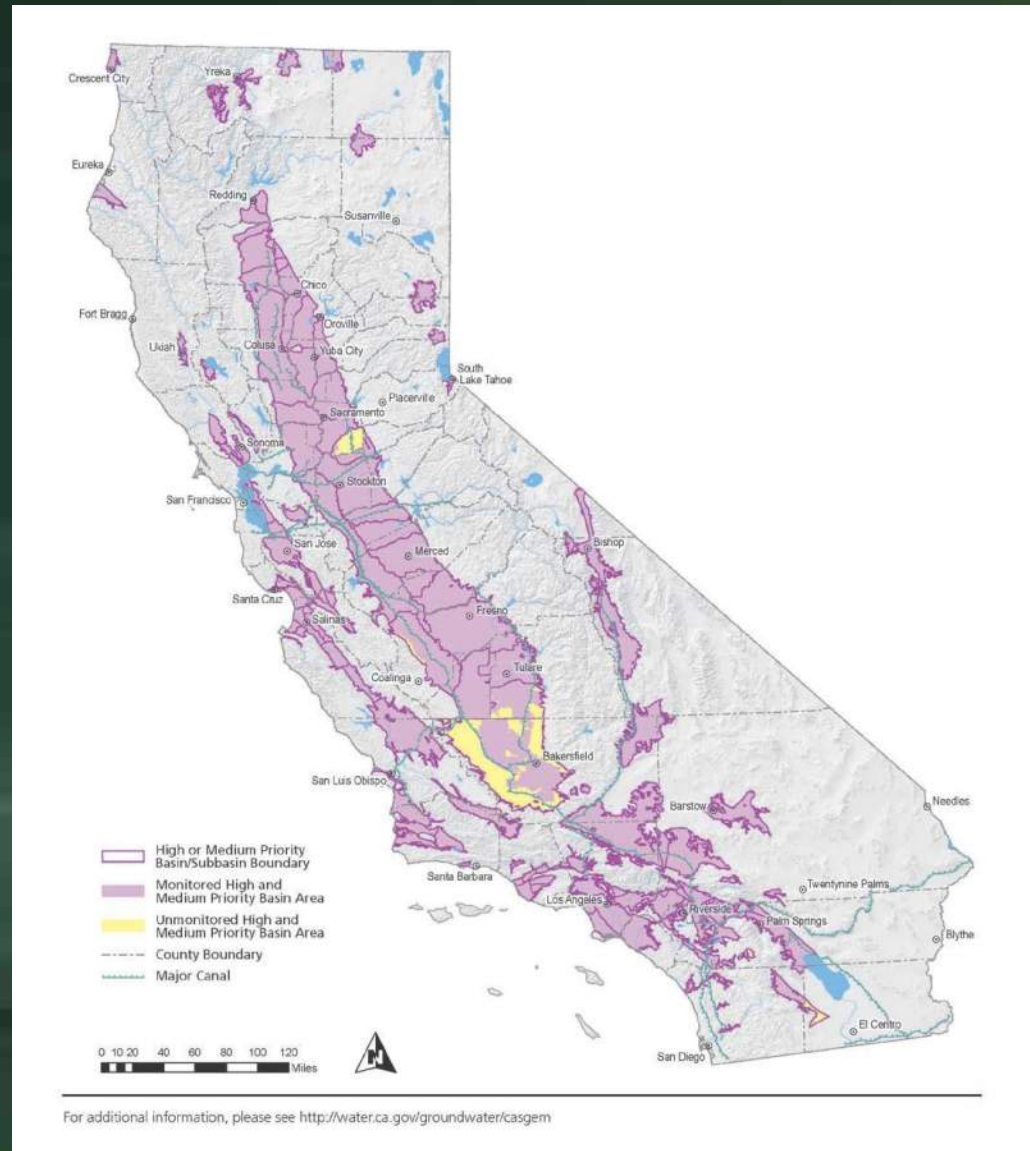 Crescent City
Yreka
Eureka
Redding
Susanville
Chico
Fort Bragg
Oroville
Ukiah
Colusa
Yuba City
South
Lake Tahoe
Placerville
Sacramento
Sonoma
Stockton
San Francisco
Bishop
San Jose
Merced
Santa Cruz
Fresno
Salinas
Tulare
Coalinga
Bakersfield
San Luis Obispo
Barstow
Needles
High or Medium Priority
Basin/Subbasin Boundary
Santa Barbara
Twentynine Palms
Monitored High and
Medium Priority Basin Area
Los Angeles
Riverside
Palm Springs
Unmonitored High and
Medium Priority Basin Area
Blythe
County Boundary
Major Canal
El Centro
San Diego
0 10 20 40 60 80 100 120
Miles
N
For additional information, please see http://water.ca.gov/groundwater/casgem